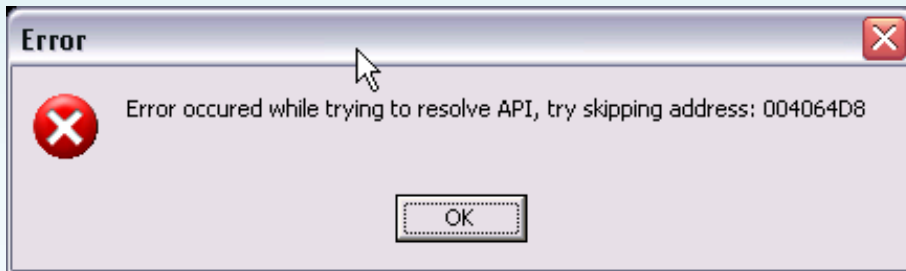 Error
Error occured while trying to resolve API, try skipping address: 004064D8
OK